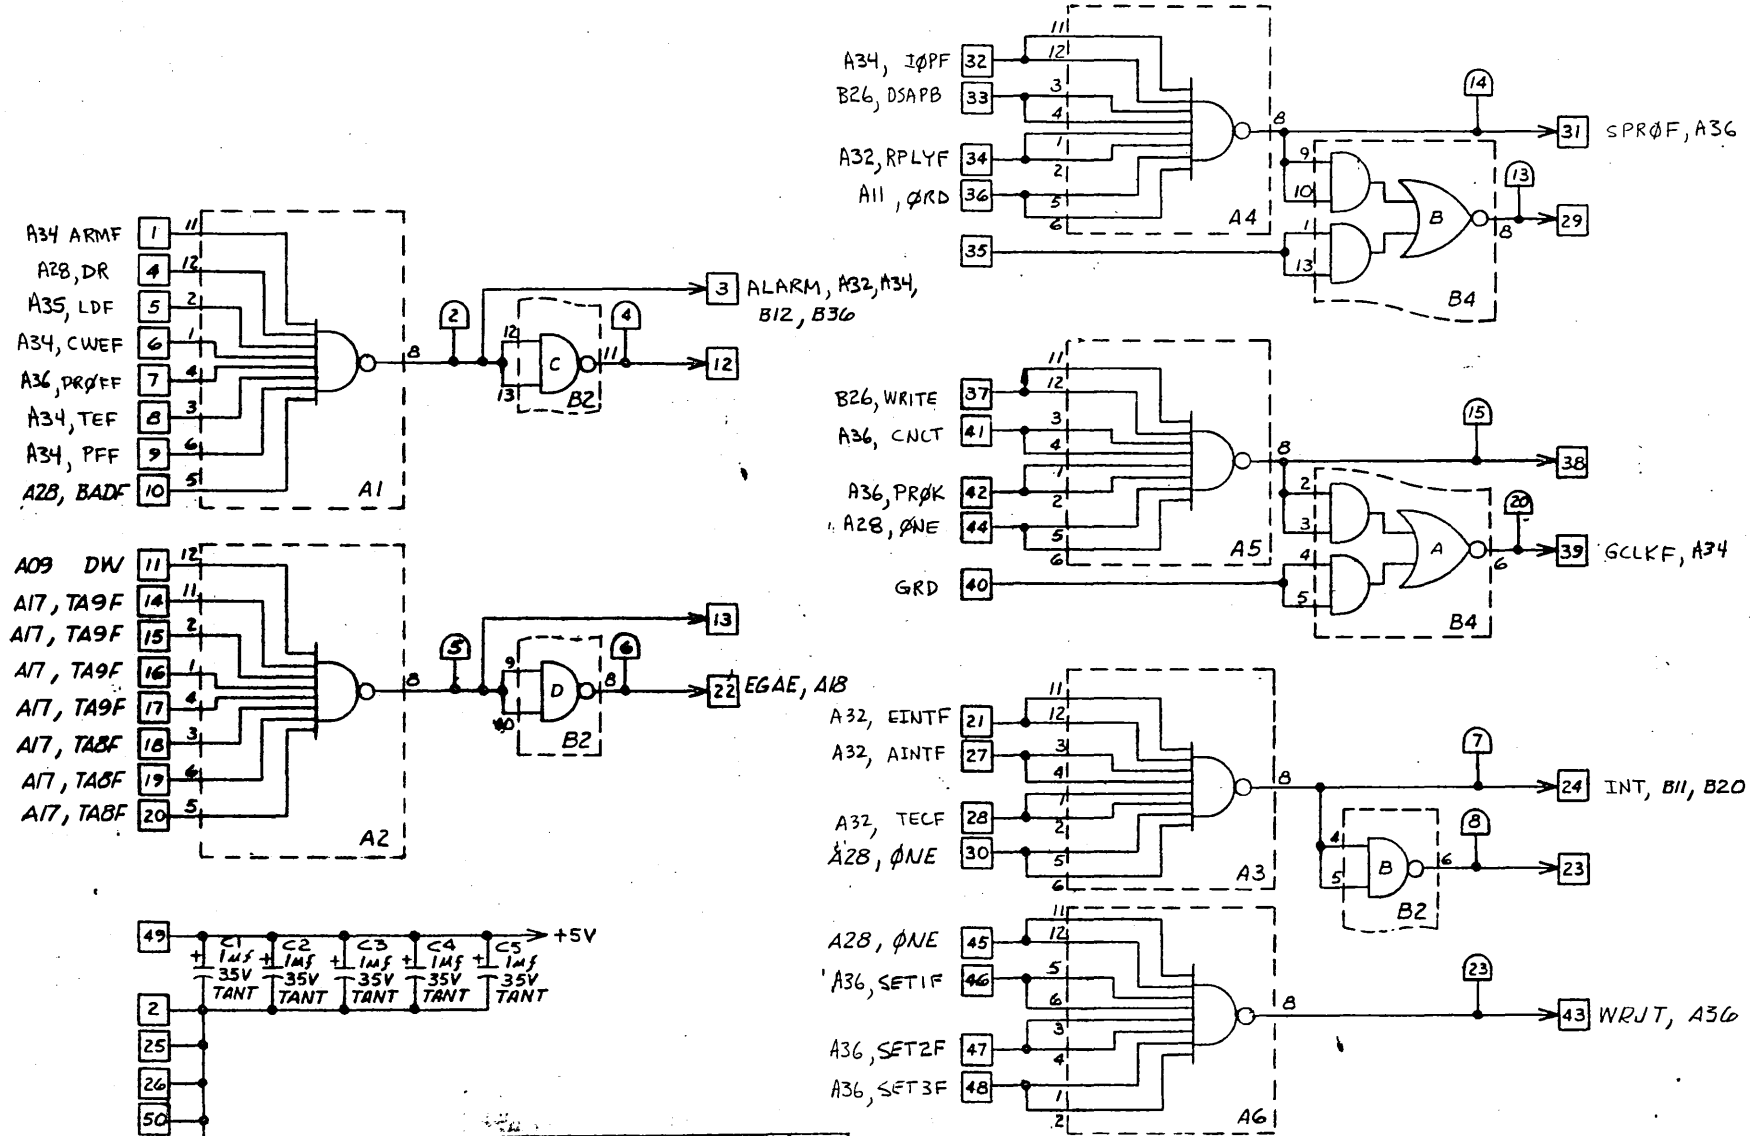 A34 ARMF 1 11
A28, DR 4 12
A35, LDF 5 2
A34, CWEF 6 1
A36, PRØFF 7 4
A34, TEF 8 3
A34, PFF 9 6
A28, BADF 10 5
A1
8
2
3 ALARM, A32, A34,
B12, B36
12
13
C
11
B2
4
12
A09 DW 11 12
A17, TA9F 14 11
A17, TA9F 15 2
A17, TA9F 16 1
A17, TA9F 17 4
A17, TA8F 18 3
A17, TA8F 19 6
A17, TA8F 20 5
A2
8
5
13
9
10
D
8
B2
6
22 EGAE, A18
49
+5V
+ C1 1µf 35V TANT
+ C2 1µf 35V TANT
+ C3 1µf 35V TANT
+ C4 1µf 35V TANT
+ C5 1µf 35V TANT
2
25
26
50
A34, IØPF 32 11 12
B26, DSAPB 33 3 4
A32, RPLYF 34 1 2
A11, ØRD 36 5 6
35
A4
8
14
31 SPRØF, A36
9
10
1
13
B
8
B4
13
29
B26, WRITE 37 11 12
A36, CNCT 41 3 4
A36, PRØK 42 1 2
A28, ØNE 44 5 6
GRD 40
A5
8
15
38
2
3
4
5
A
6
B4
20
39 GCLKF, A34
A32, EINTF 21 11 12
A32, AINTF 27 3 4
A32, TECF 28 1 2
A28, ØNE 30 5 6
A3
8
7
24 INT, B11, B20
4
5
B
6
B2
8
23
A28, ØNE 45 11 12
A36, SET1F 46 5 6
A36, SET2F 47 3 4
A36, SET3F 48 1 2
A6
8
23
43 WRJT, A36